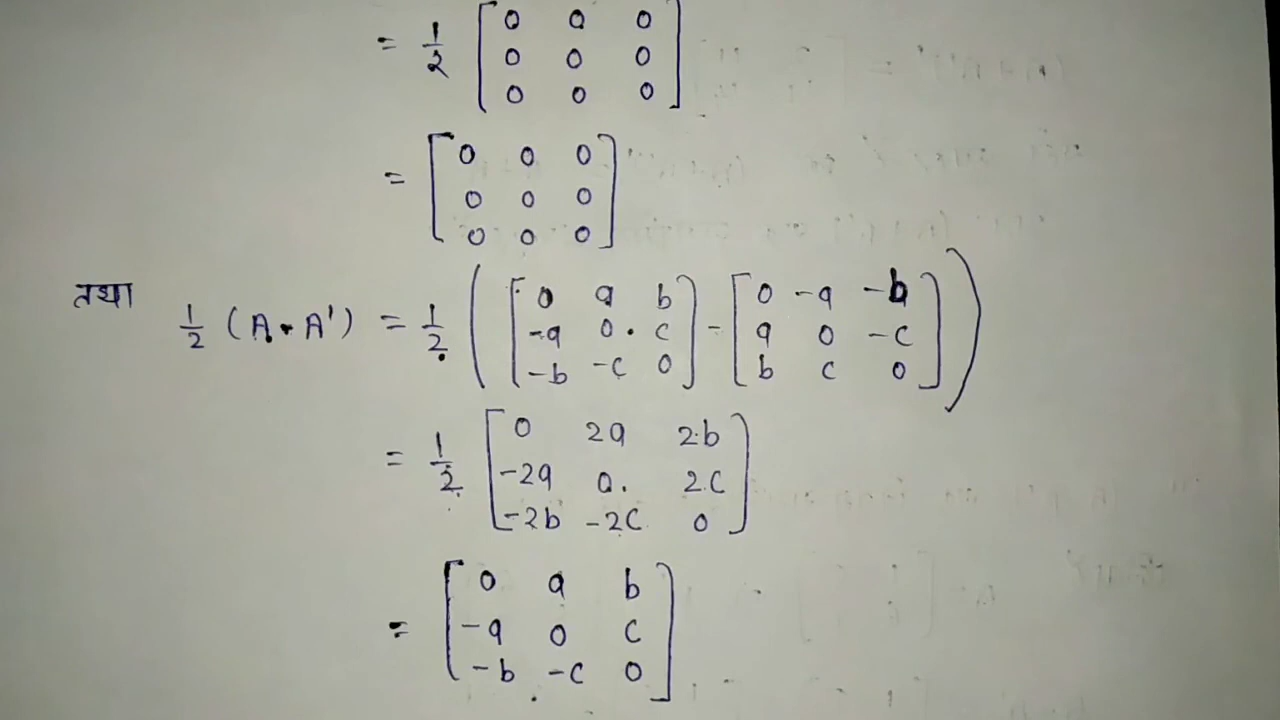 = 1/2 [ 0 0 0
0 0 0
0 0 0 ]
= [ 0 0 0
0 0 0
0 0 0 ]
तथा 1/2 (A - A') = 1/2 ( [ 0 a b
-a 0 c
-b -c 0 ] - [ 0 -a -b
a 0 -c
b c 0 ] )
= 1/2 [ 0 2a 2b
-2a 0 2c
-2b -2c 0 ]
= [ 0 a b
-a 0 c
-b -c 0 ]